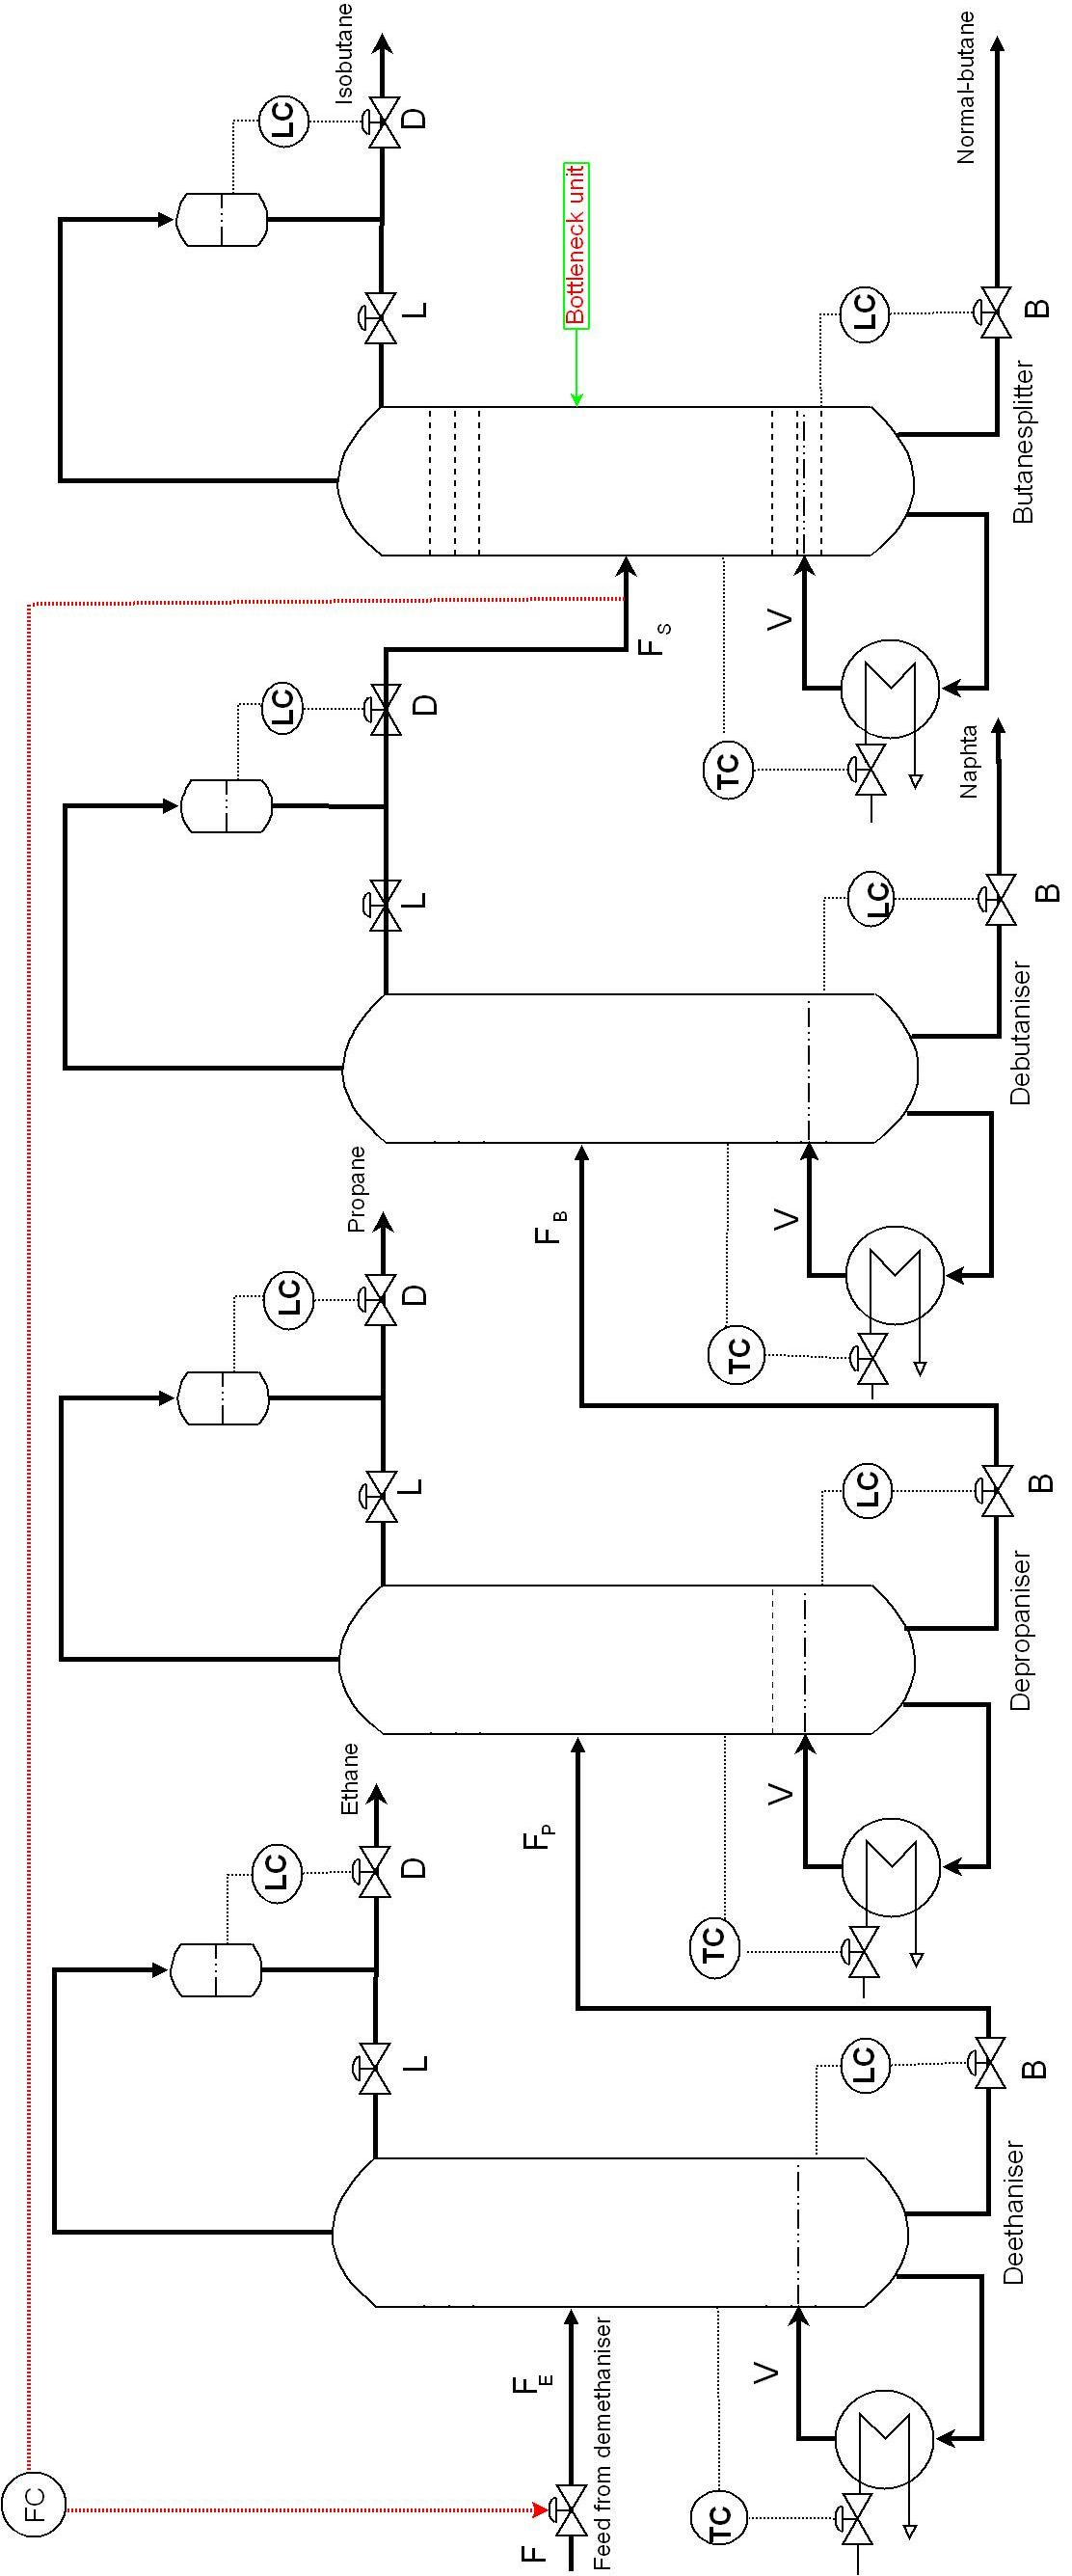 FC
LC
LC
LC
LC
Ethane
Propane
Isobutane
L
D
L
D
L
D
L
D
F
FE
FP
FB
FS
Bottleneck unit
Feed from demethaniser
TC
TC
TC
TC
V
V
V
V
LC
LC
LC
LC
Naphta
Normal-butane
Deethaniser
B
Depropaniser
B
Debutaniser
B
Butanesplitter
B